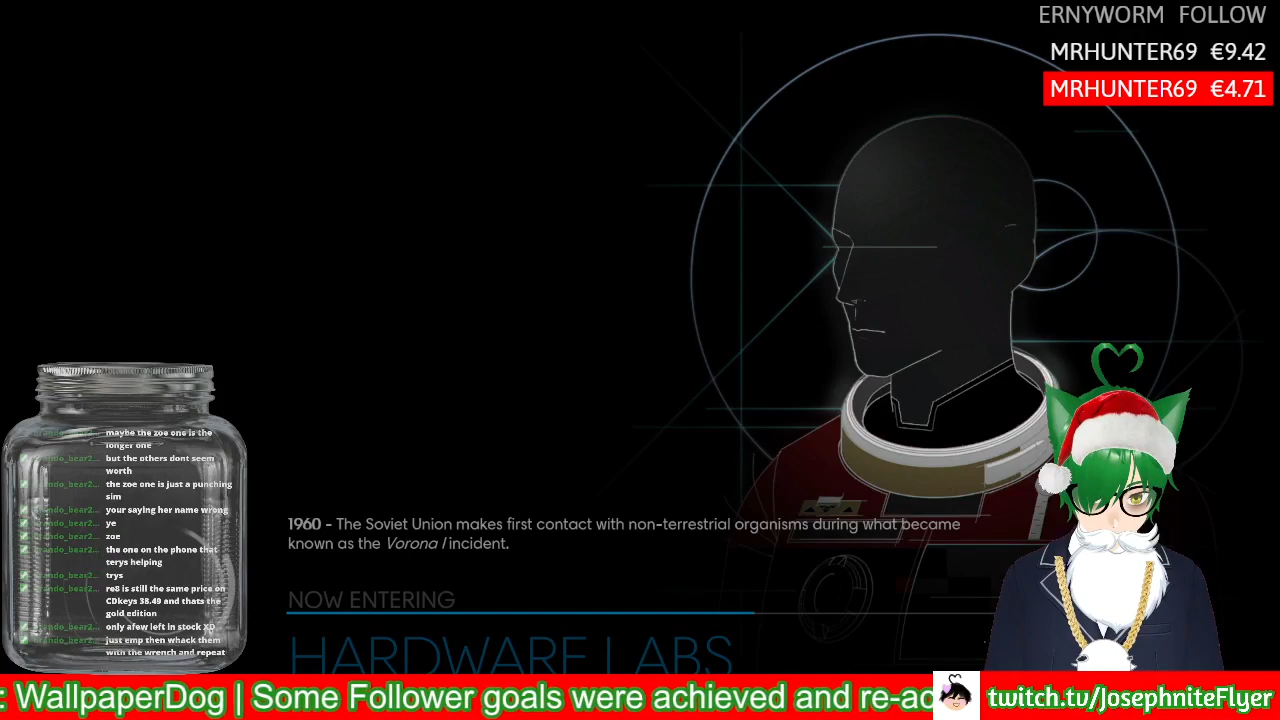 ERNYWORM FOLLOW
MRHUNTER69 €9.42
MRHUNTER69 €4.71
maybe the zoe one is the
longer one
but the others dont seem
worth
the zoe one is just a punching
sim
your saying her name wrong
ye
zoe
the one on the phone that
terys helping
trys
re8 is still the same price on
CDkeys 38.49 and thats the
gold edition
only afew left in stock XD
just emp then whack them
with the wrench and repeat
1960 - The Soviet Union makes first contact with non-terrestrial organisms during what became
known as the Vorona I incident.
NOW ENTERING
HARDWARE LABS
: WallpaperDog | Some Follower goals were achieved and re-ad
twitch.tv/JosephniteFlyer